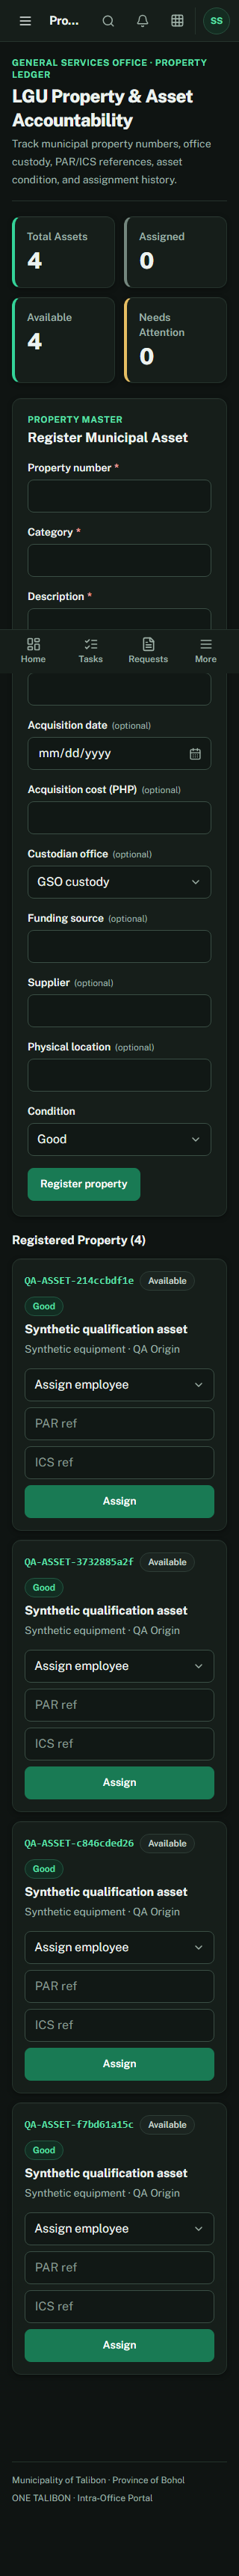 Pro...
SS
GENERAL SERVICES OFFICE · PROPERTY
LEDGER
LGU Property & Asset
Accountability
Track municipal property numbers, office
custody, PAR/ICS references, asset
condition, and assignment history.
Total Assets
4
Assigned
0
Available
4
Needs
Attention
0
PROPERTY MASTER
Register Municipal Asset
Property number *
Category *
Description *
Home
Tasks
Requests
More
Acquisition date (optional)
mm/dd/yyyy
Acquisition cost (PHP) (optional)
Custodian office (optional)
GSO custody
Funding source (optional)
Supplier (optional)
Physical location (optional)
Condition
Good
Register property
Registered Property (4)
QA-ASSET-214ccbdf1e Available
Good
Synthetic qualification asset
Synthetic equipment · QA Origin
Assign employee
PAR ref
ICS ref
Assign
QA-ASSET-3732885a2f Available
Good
Synthetic qualification asset
Synthetic equipment · QA Origin
Assign employee
PAR ref
ICS ref
Assign
QA-ASSET-c846cded26 Available
Good
Synthetic qualification asset
Synthetic equipment · QA Origin
Assign employee
PAR ref
ICS ref
Assign
QA-ASSET-f7bd61a15c Available
Good
Synthetic qualification asset
Synthetic equipment · QA Origin
Assign employee
PAR ref
ICS ref
Assign
Municipality of Talibon · Province of Bohol
ONE TALIBON · Intra-Office Portal